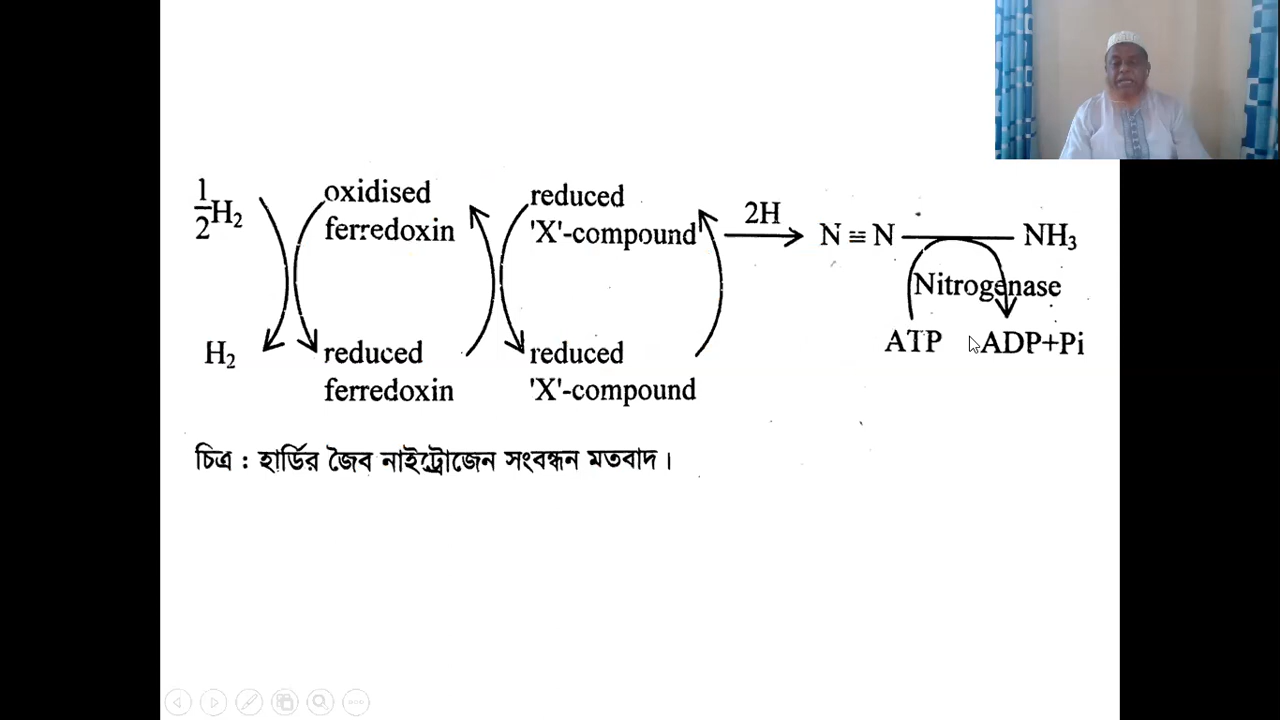 ½H₂
oxidised
ferredoxin
reduced
'X'-compound
2H
N ≡ N
NH₃
Nitrogenase
H₂
reduced
ferredoxin
reduced
'X'-compound
ATP
ADP+Pi
চিত্র : হার্ডির জৈব নাইট্রোজেন সংবন্ধন মতবাদ।